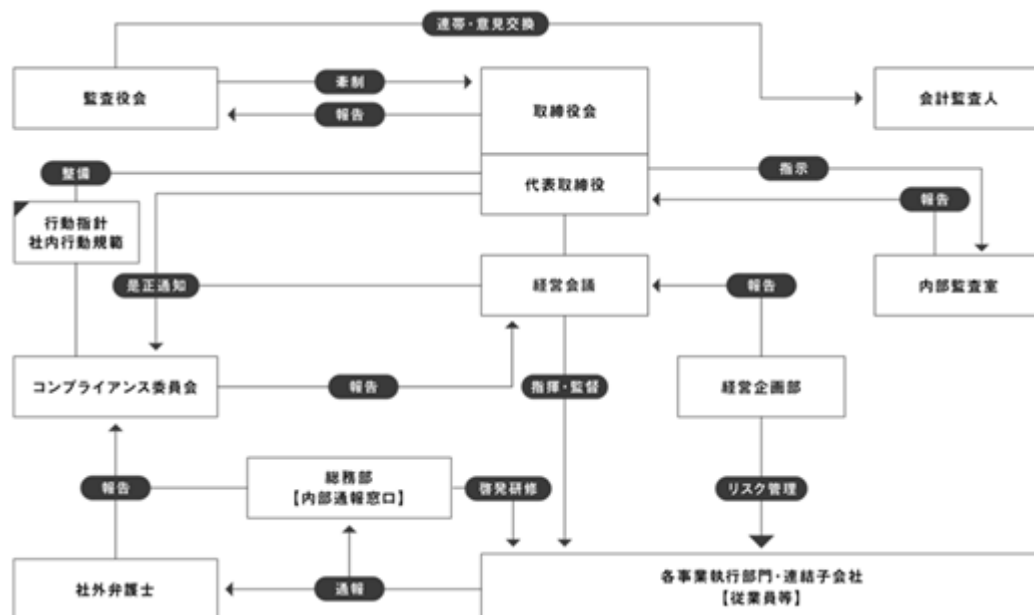 連帯・意見交換
監査役会
牽制
報告
取締役会
会計監査人
整備
代表取締役
指示
報告
行動指針
社内行動規範
是正通知
経営会議
報告
内部監査室
コンプライアンス委員会
報告
指揮・監督
経営企画部
報告
総務部
【内部通報窓口】
啓発研修
リスク管理
社外弁護士
通報
各事業執行部門・連結子会社
【従業員等】